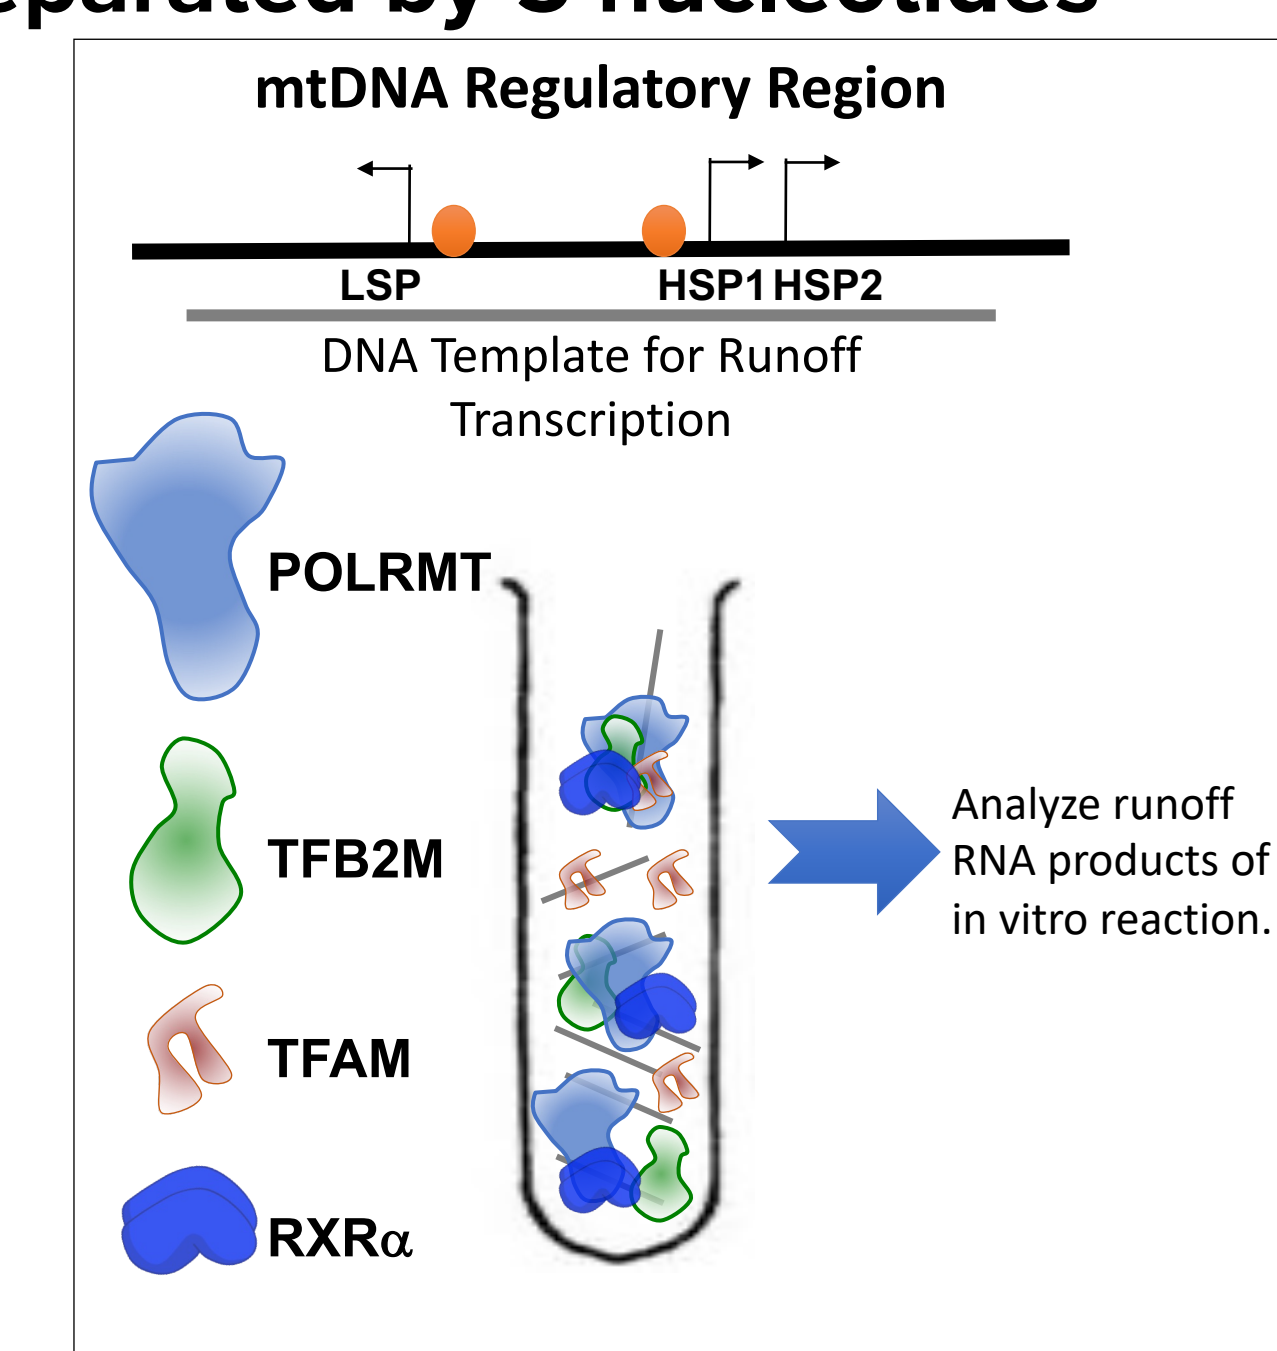 nucleotides
mtDNA Regulatory Region
LSP HSP1 HSP2
DNA Template for Runoff
Transcription
POLRMT
TFB2M
TFAM
RXRα
Analyze runoff
RNA products of
in vitro reaction.